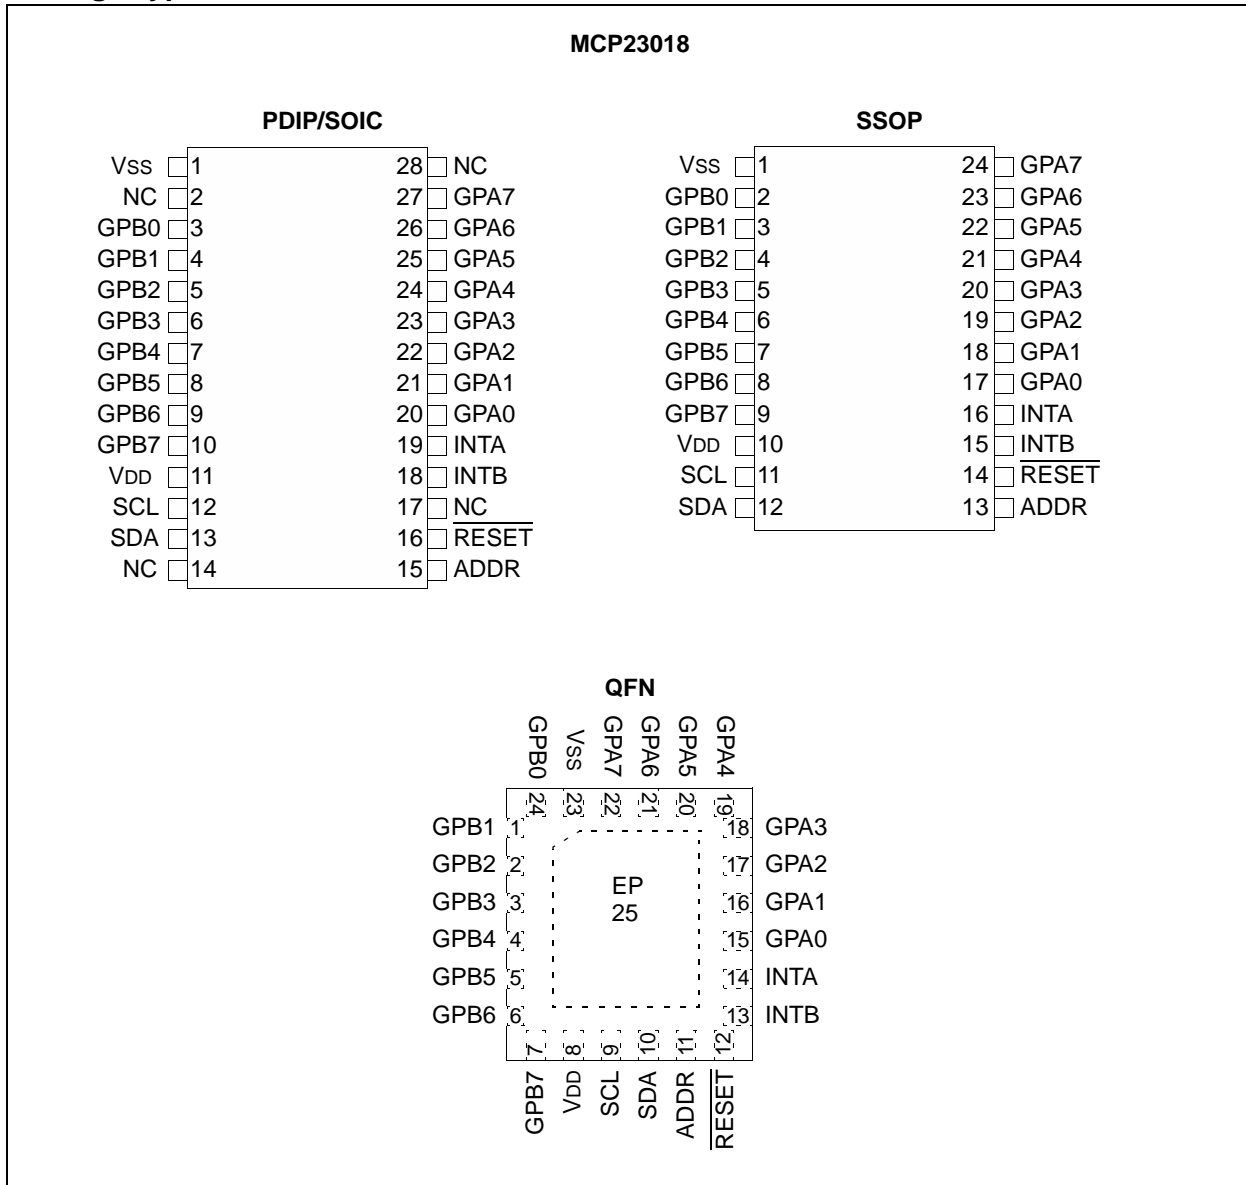 MCP23018
PDIP/SOIC
VSS 1 28 NC
NC 2 27 GPA7
GPB0 3 26 GPA6
GPB1 4 25 GPA5
GPB2 5 24 GPA4
GPB3 6 23 GPA3
GPB4 7 22 GPA2
GPB5 8 21 GPA1
GPB6 9 20 GPA0
GPB7 10 19 INTA
VDD 11 18 INTB
SCL 12 17 NC
SDA 13 16 RESET
NC 14 15 ADDR
SSOP
VSS 1 24 GPA7
GPB0 2 23 GPA6
GPB1 3 22 GPA5
GPB2 4 21 GPA4
GPB3 5 20 GPA3
GPB4 6 19 GPA2
GPB5 7 18 GPA1
GPB6 8 17 GPA0
GPB7 9 16 INTA
VDD 10 15 INTB
SCL 11 14 RESET
SDA 12 13 ADDR
QFN
GPB0 VSS GPA7 GPA6 GPA5 GPA4
24 23 22 21 20 19
GPB1 1 18 GPA3
GPB2 2 17 GPA2
EP
25
GPB3 3 16 GPA1
GPB4 4 15 GPA0
GPB5 5 14 INTA
GPB6 6 13 INTB
7 8 9 10 11 12
GPB7 VDD SCL SDA ADDR RESET